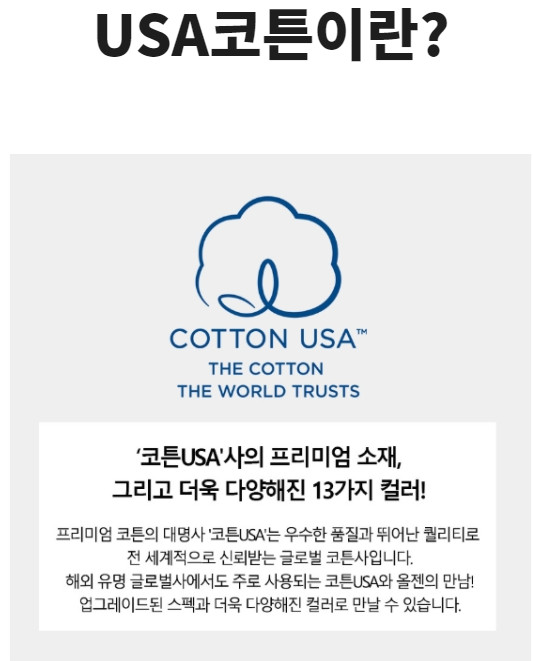 USA코튼이란?
COTTON USA™
THE COTTON
THE WORLD TRUSTS
‘코튼USA'사의 프리미엄 소재,
그리고 더욱 다양해진 13가지 컬러!
프리미엄 코튼의 대명사 '코튼USA'는 우수한 품질과 뛰어난 퀄리티로
전 세계적으로 신뢰받는 글로벌 코튼사입니다.
해외 유명 글로벌사에서도 주로 사용되는 코튼USA와 올젠의 만남!
업그레이드된 스펙과 더욱 다양해진 컬러로 만날 수 있습니다.